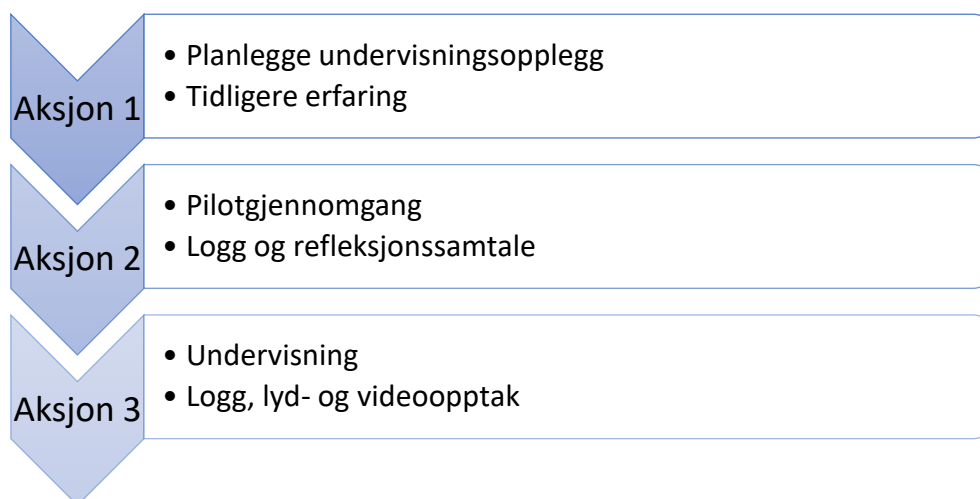 Aksjon 1
• Planlegge undervisningsopplegg
• Tidligere erfaring
Aksjon 2
• Pilotgjennomgang
• Logg og refleksjonssamtale
Aksjon 3
• Undervisning
• Logg, lyd- og videoopptak